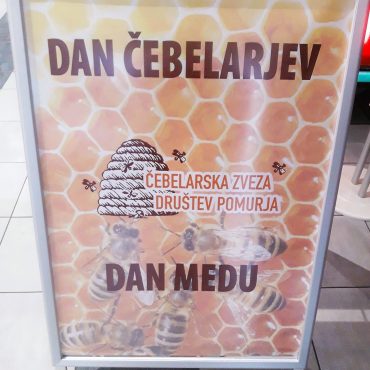 DAN ČEBELARJEV
ČEBELARSKA ZVEZA
DRUŠTEV POMURJA
DAN MEDU